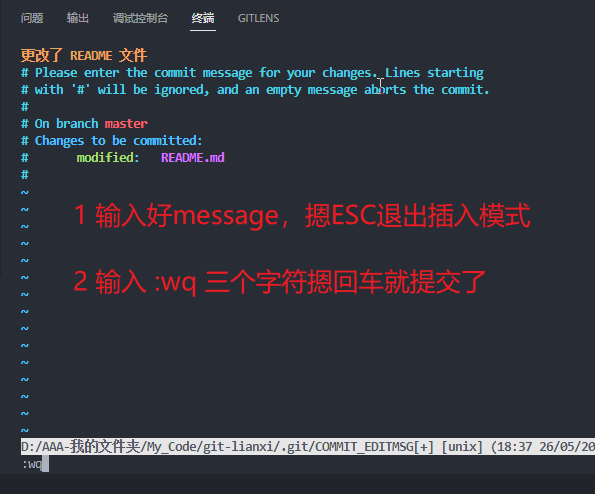 问题 输出 调试控制台 终端 GITLENS
更改了 README 文件
# Please enter the commit message for your changes. Lines starting
# with '#' will be ignored, and an empty message aborts the commit.
#
# On branch master
# Changes to be committed:
#       modified:   README.md
#
~
~
1 输入好message，摁ESC退出插入模式
~
~
~
2 输入 :wq 三个字符摁回车就提交了
~
~
~
~
~
~
~
~
~
~
D:/AAA-我的文件夹/My_Code/git-lianxi/.git/COMMIT_EDITMSG[+] [unix] (18:37 26/05/20
:wq